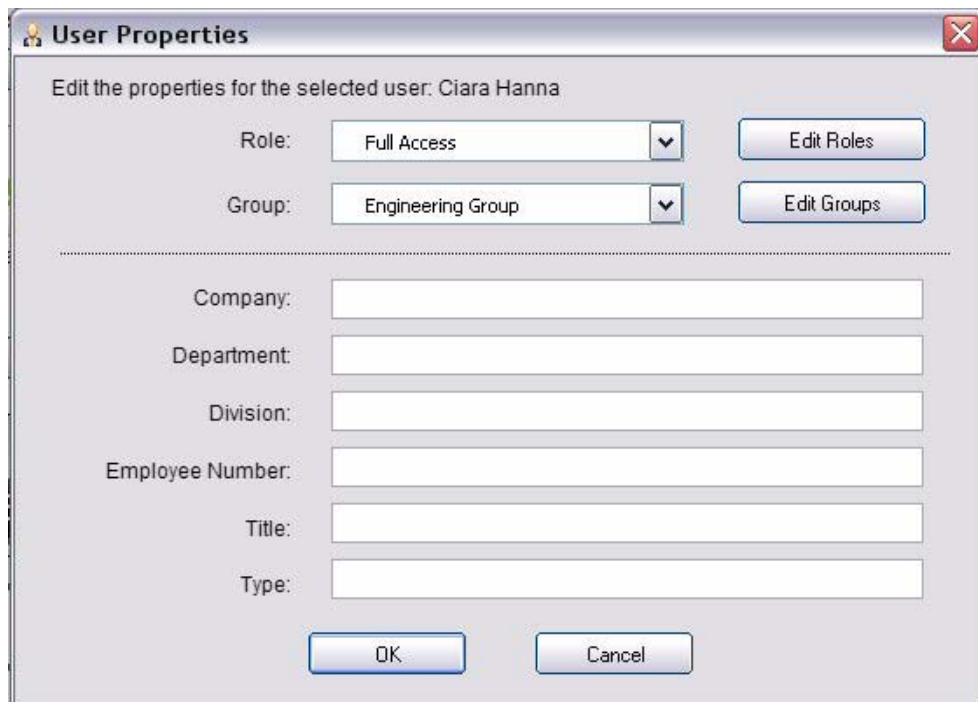 User Properties
Edit the properties for the selected user: Ciara Hanna
Role: Full Access Edit Roles
Group: Engineering Group Edit Groups
Company:
Department:
Division:
Employee Number:
Title:
Type:
OK Cancel